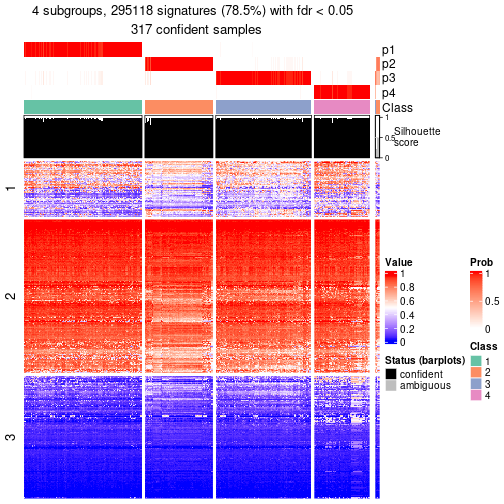 4 subgroups, 295118 signatures (78.5%) with fdr < 0.05
317 confident samples
p1
p2
p3
p4
Class
1
0.5
0
Silhouette
score
1
2
3
Value
1
0.8
0.6
0.4
0.2
0
Prob
1
0.5
0
Status (barplots)
confident
ambiguous
Class
1
2
3
4